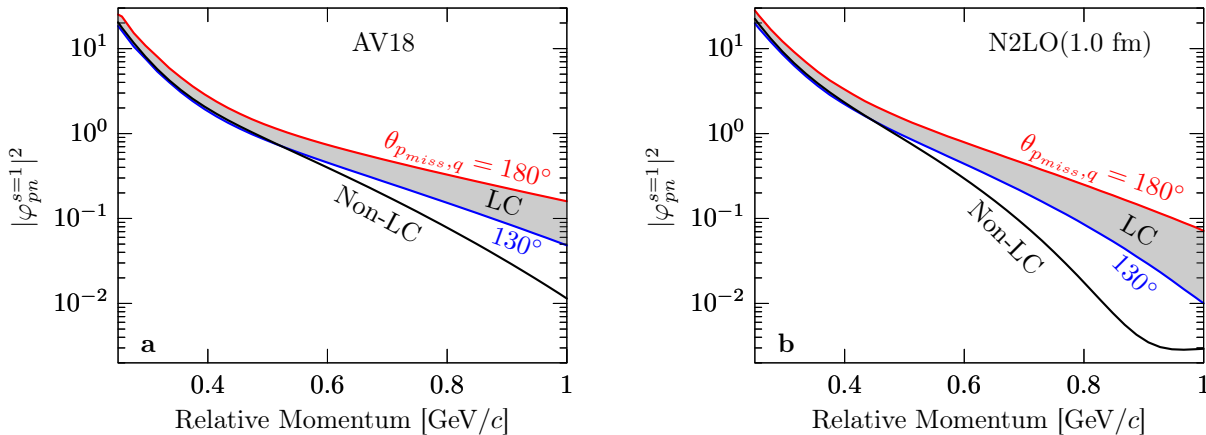 AV18
|φ_{pn}^{s=1}|^2
10^1
10^0
10^{-1}
10^{-2}
θ_{p_{miss},q} = 180°
LC
Non-LC
130°
a
0.4 0.6 0.8 1
Relative Momentum [GeV/c]
N2LO(1.0 fm)
|φ_{pn}^{s=1}|^2
10^1
10^0
10^{-1}
10^{-2}
θ_{p_{miss},q} = 180°
LC
Non-LC
130°
b
0.4 0.6 0.8 1
Relative Momentum [GeV/c]